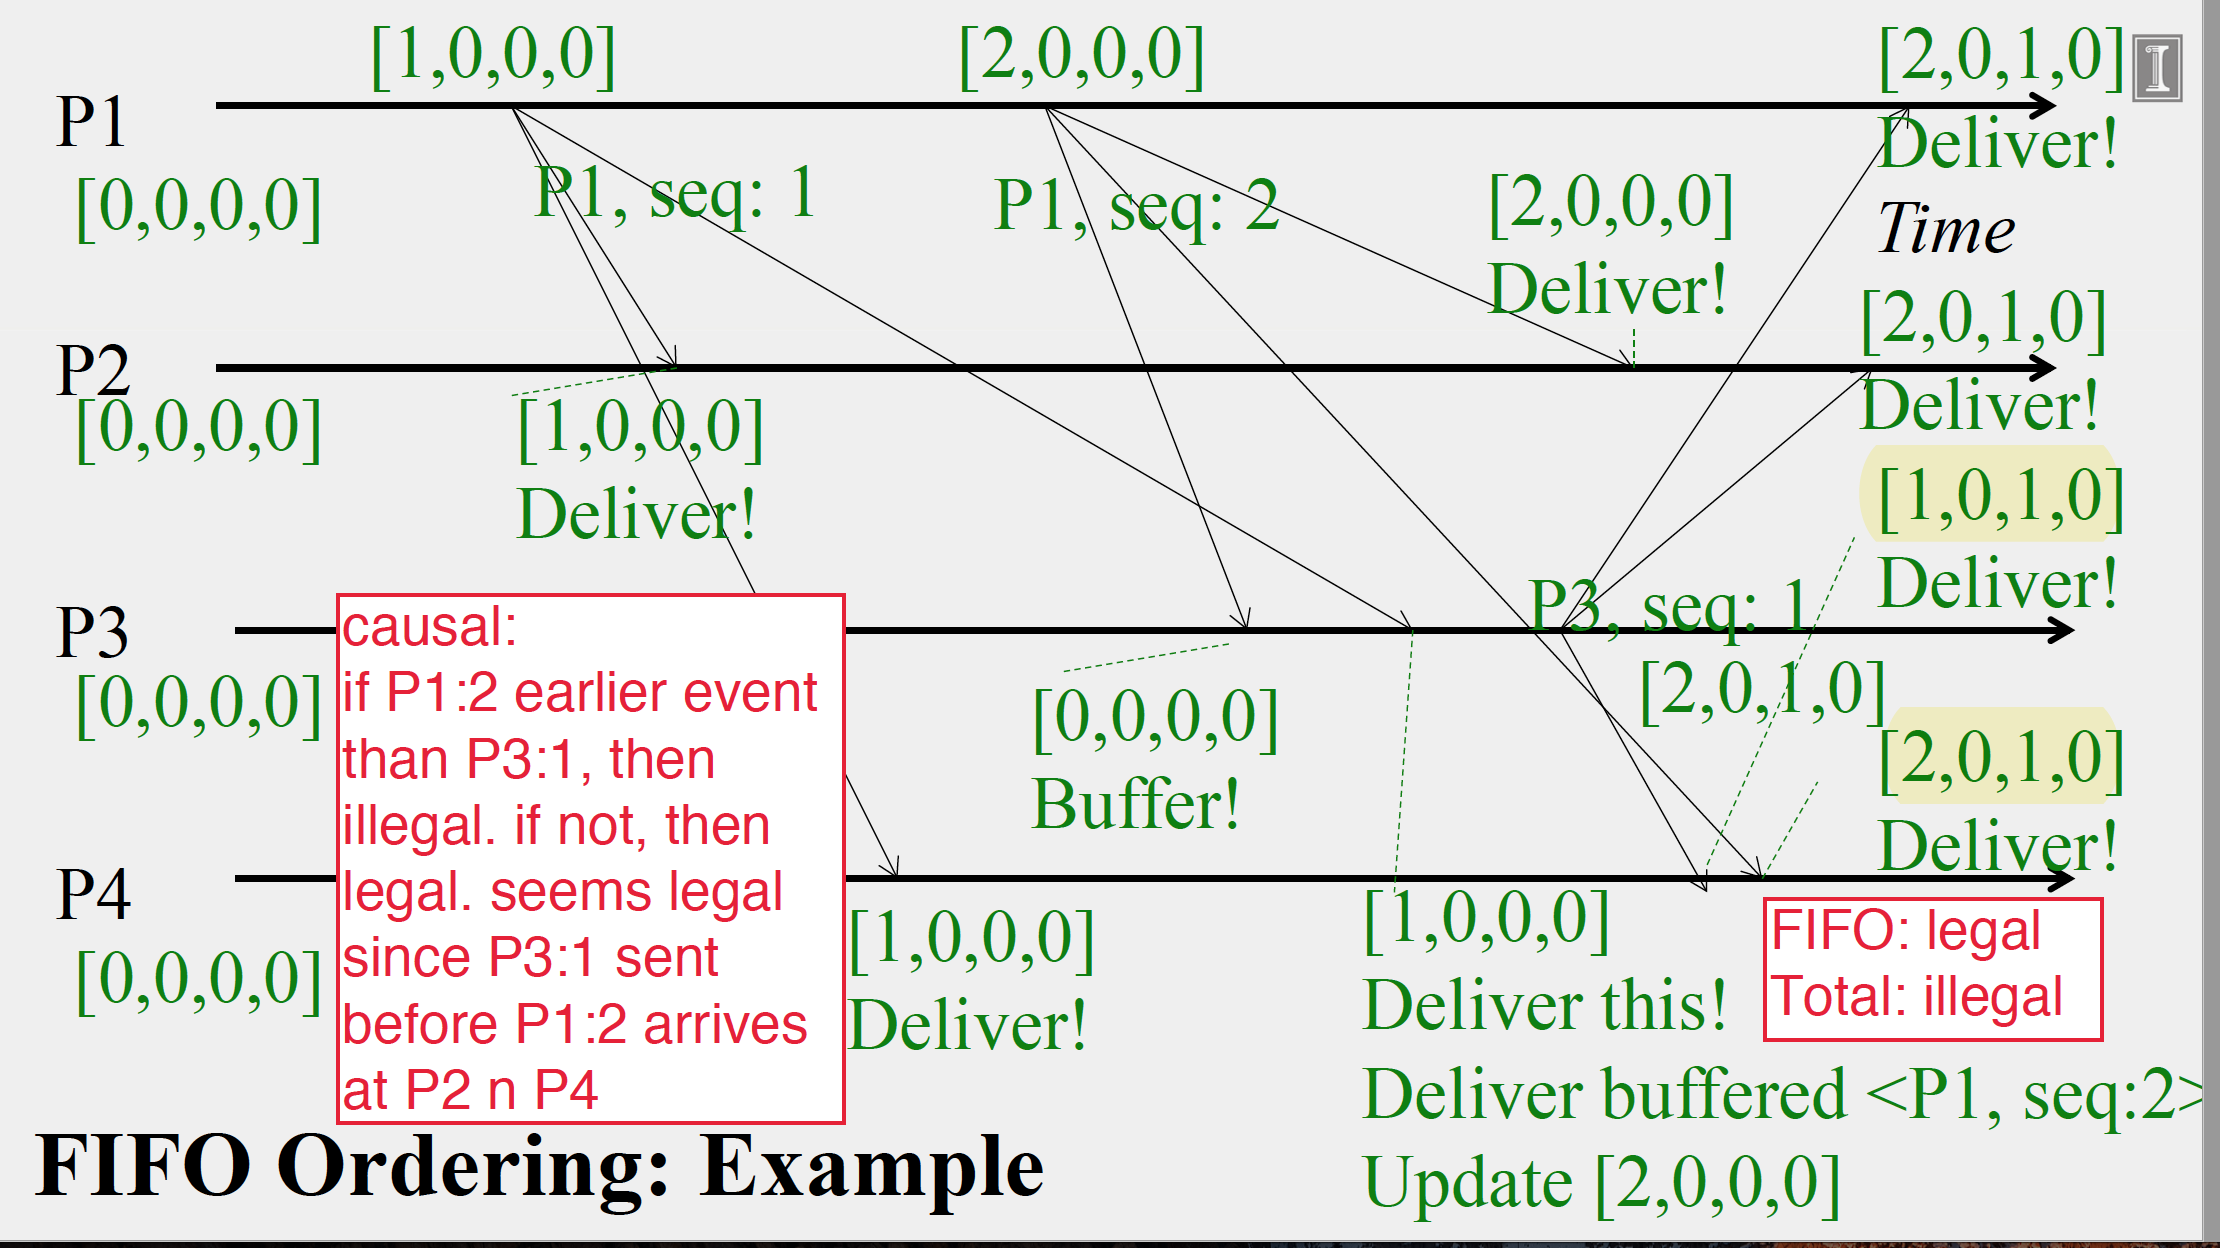 [1,0,0,0]
[2,0,0,0]
[2,0,1,0]
I
P1
Deliver!
P1, seq: 1
P1, seq: 2
[2,0,0,0]
[0,0,0,0]
Time
Deliver!
[2,0,1,0]
P2
Deliver!
[0,0,0,0]
[1,0,0,0]
Deliver!
[1,0,1,0]
Deliver!
P3
P3, seq: 1
[0,0,0,0]
[2,0,1,0]
[0,0,0,0]
Buffer!
[2,0,1,0]
Deliver!
causal:
if P1:2 earlier event
than P3:1, then
illegal. if not, then
legal. seems legal
since P3:1 sent
before P1:2 arrives
at P2 n P4
P4
[0,0,0,0]
[1,0,0,0]
Deliver!
[1,0,0,0]
Deliver this!
Deliver buffered <P1, seq:2>
Update [2,0,0,0]
FIFO: legal
Total: illegal
FIFO Ordering: Example